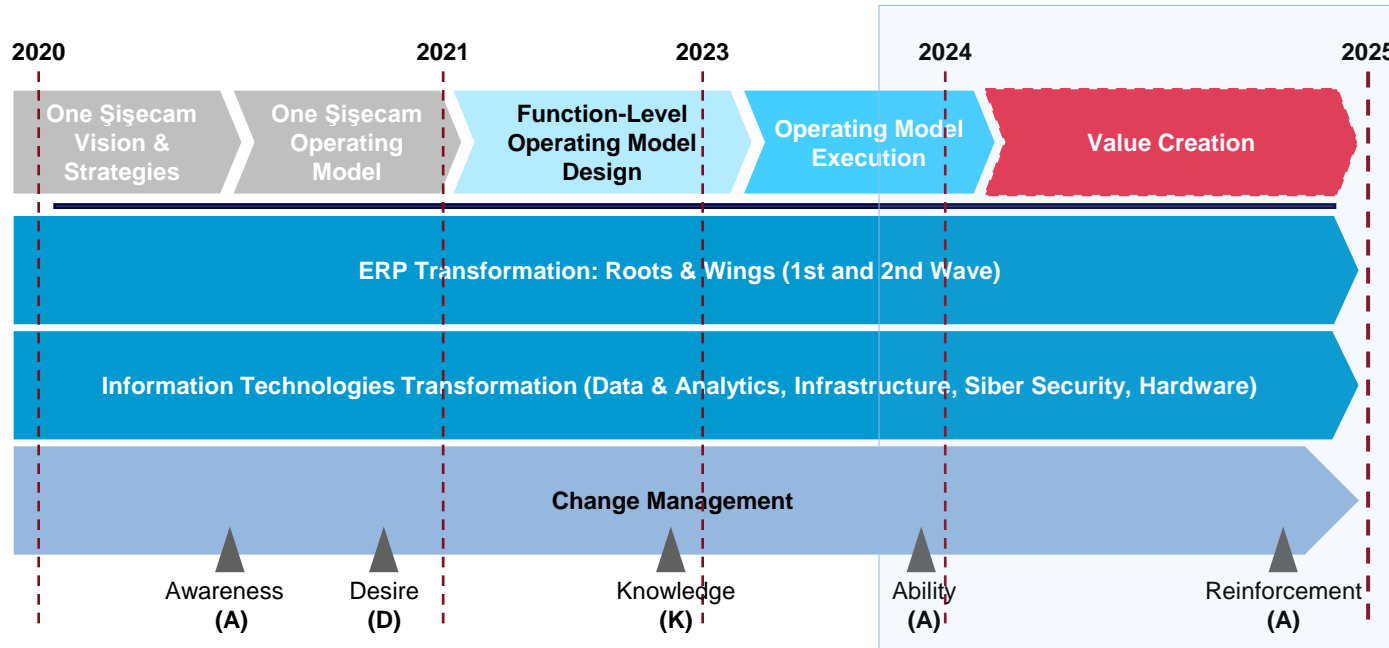 2020
2021
2023
2024
2025
One Şişecam
Vision &
Strategies
One Şişecam
Operating
Model
Function-Level
Operating Model
Design
Operating Model
Execution
Value Creation
ERP Transformation: Roots & Wings (1st and 2nd Wave)
Information Technologies Transformation (Data & Analytics, Infrastructure, Siber Security, Hardware)
Change Management
Awareness
(A)
Desire
(D)
Knowledge
(K)
Ability
(A)
Reinforcement
(A)